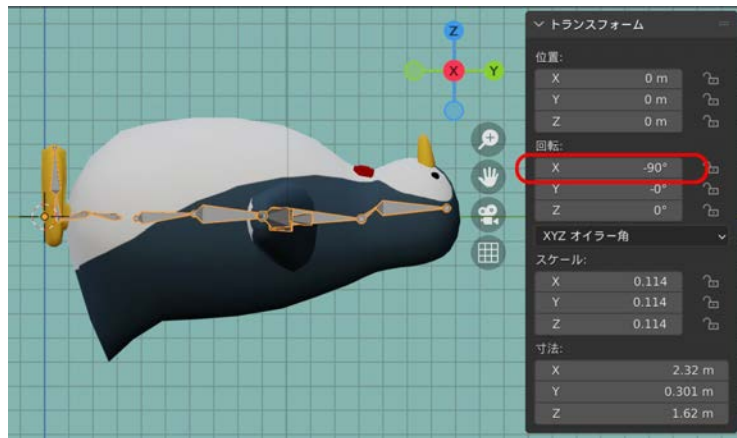 Z
X
Y
トランスフォーム
位置:
X 0 m
Y 0 m
Z 0 m
回転:
X -90°
Y -0°
Z 0°
XYZ オイラー角
スケール:
X 0.114
Y 0.114
Z 0.114
寸法:
X 2.32 m
Y 0.301 m
Z 1.62 m